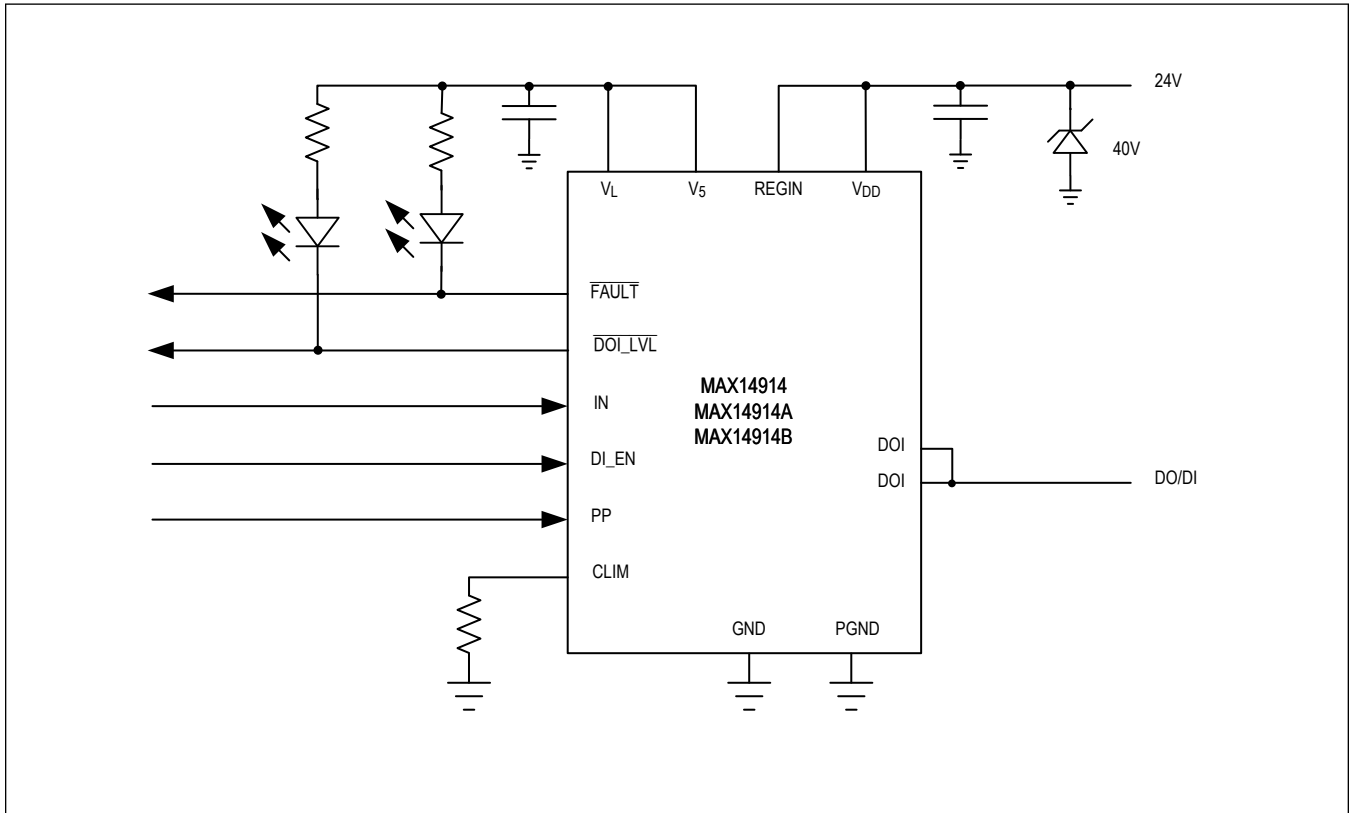 24V
40V
VL
V5
REGIN
VDD
FAULT
DOI_LVL
MAX14914
MAX14914A
MAX14914B
IN
DI_EN
PP
CLIM
DOI
DOI
DO/DI
GND
PGND